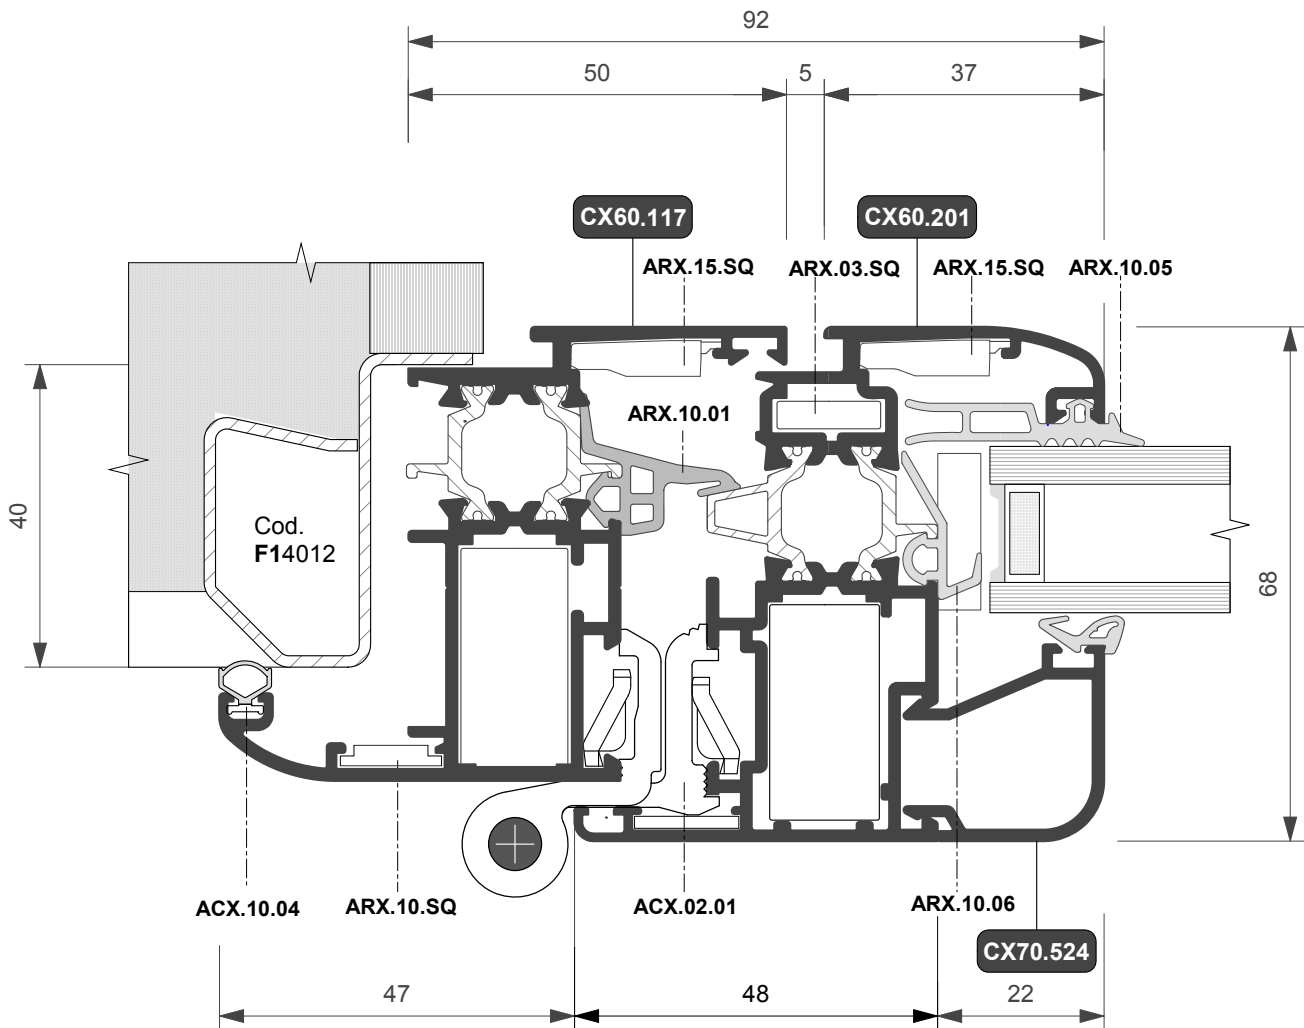 92
50 5 37
CX60.117 CX60.201
ARX.15.SQ ARX.03.SQ ARX.15.SQ ARX.10.05
ARX.10.01
40
Cod.
F14012
68
ACX.10.04 ARX.10.SQ ACX.02.01 ARX.10.06
CX70.524
47 48 22